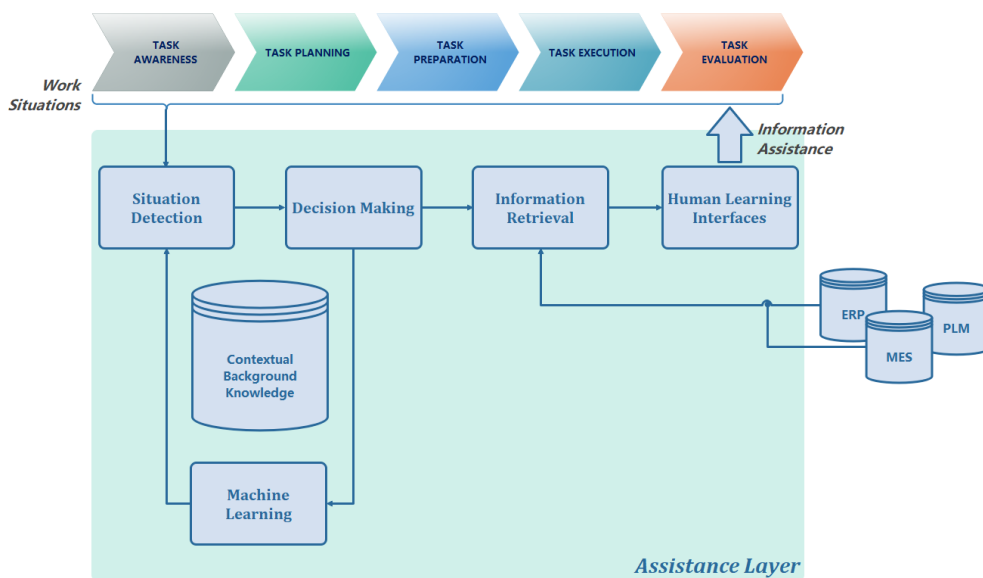 TASK
AWARENESS
TASK PLANNING
TASK
PREPARATION
TASK EXECUTION
TASK
EVALUATION
Work
Situations
Information
Assistance
Situation
Detection
Decision Making
Information
Retrieval
Human Learning
Interfaces
Contextual
Background
Knowledge
ERP
PLM
MES
Machine
Learning
Assistance Layer